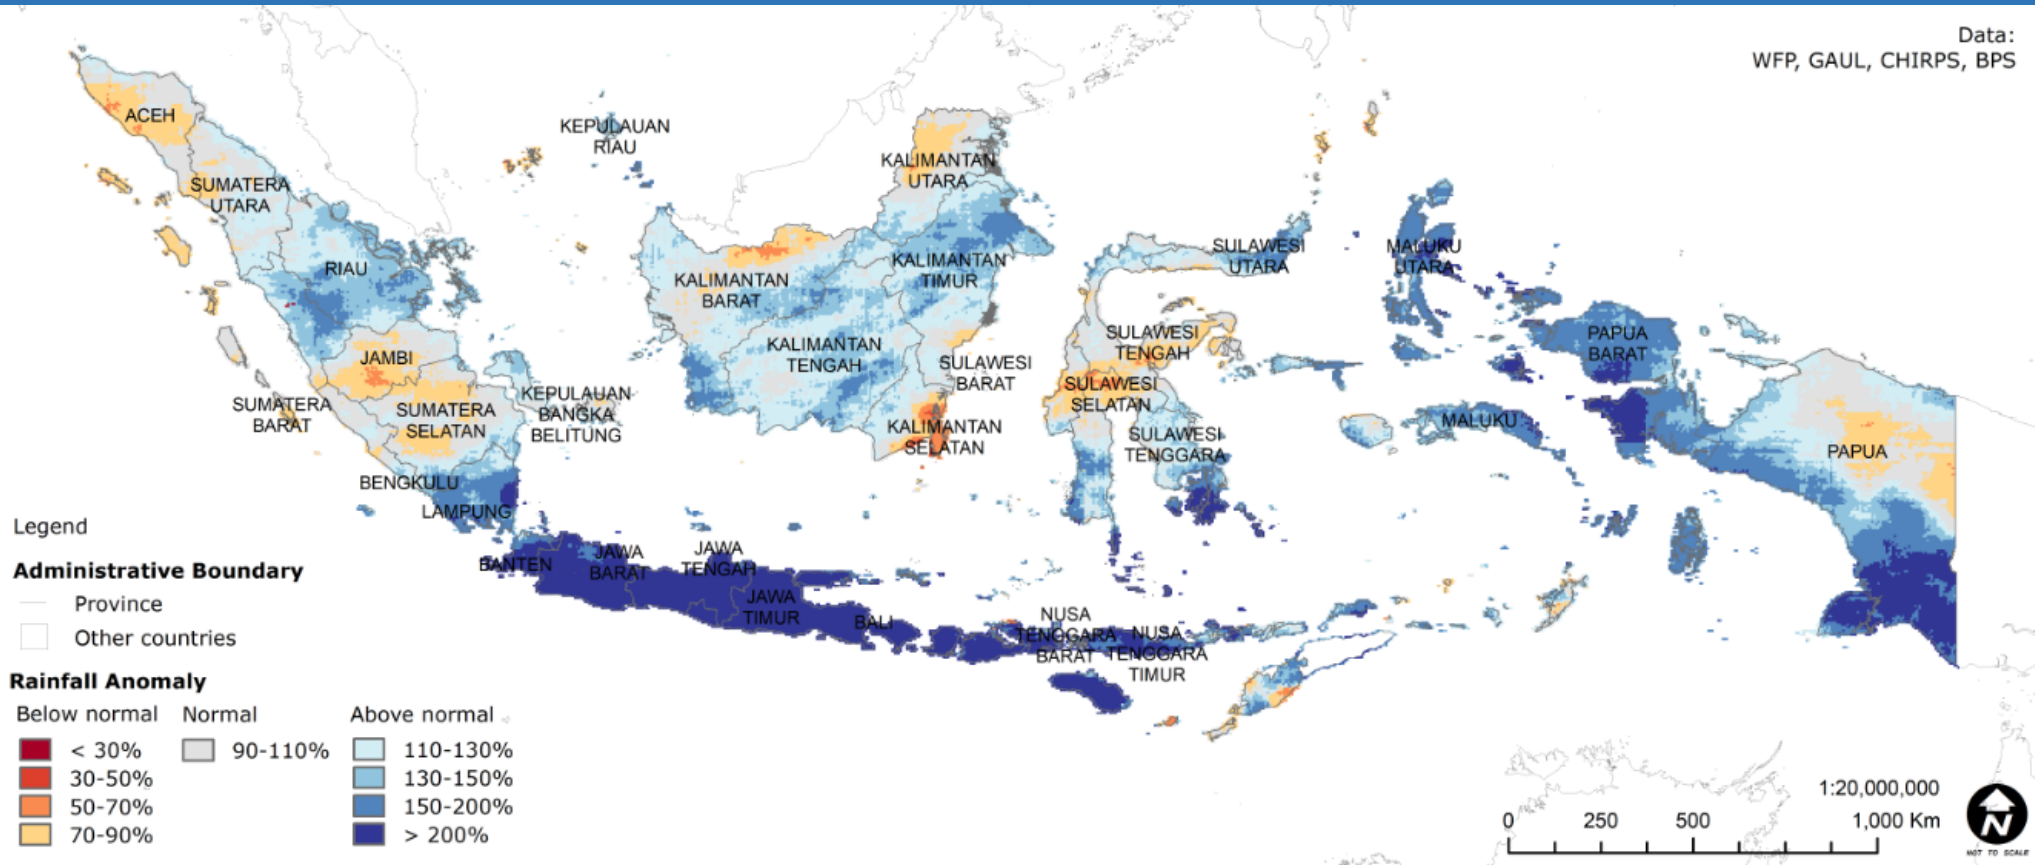 Data:
WFP, GAUL, CHIRPS, BPS
ACEH
KEPULAUAN
RIAU
SUMATERA
UTARA
KALIMANTAN
UTARA
RIAU
KALIMANTAN
BARAT
KALIMANTAN
TIMUR
SULAWESI
UTARA
MALUKU
UTARA
JAMBI
KALIMANTAN
TENGAH
SULAWESI
TENGAH
PAPUA
BARAT
SULAWESI
BARAT
SUMATERA
BARAT
SUMATERA
SELATAN
KEPULAUAN
BANGKA
BELITUNG
SULAWESI
SELATAN
KALIMANTAN
SELATAN
SULAWESI
TENGGARA
MALUKU
PAPUA
BENGKULU
LAMPUNG
BANTEN
JAWA
BARAT
JAWA
TENGAH
JAWA
TIMUR
BALI
NUSA
TENGGARA
BARAT
NUSA
TENGGARA
TIMUR
Legend
Administrative Boundary
Province
Other countries
Rainfall Anomaly
Below normal
< 30%
30-50%
50-70%
70-90%
Normal
90-110%
Above normal
110-130%
130-150%
150-200%
> 200%
1:20,000,000
0 250 500 1,000 Km
N
NOT TO SCALE